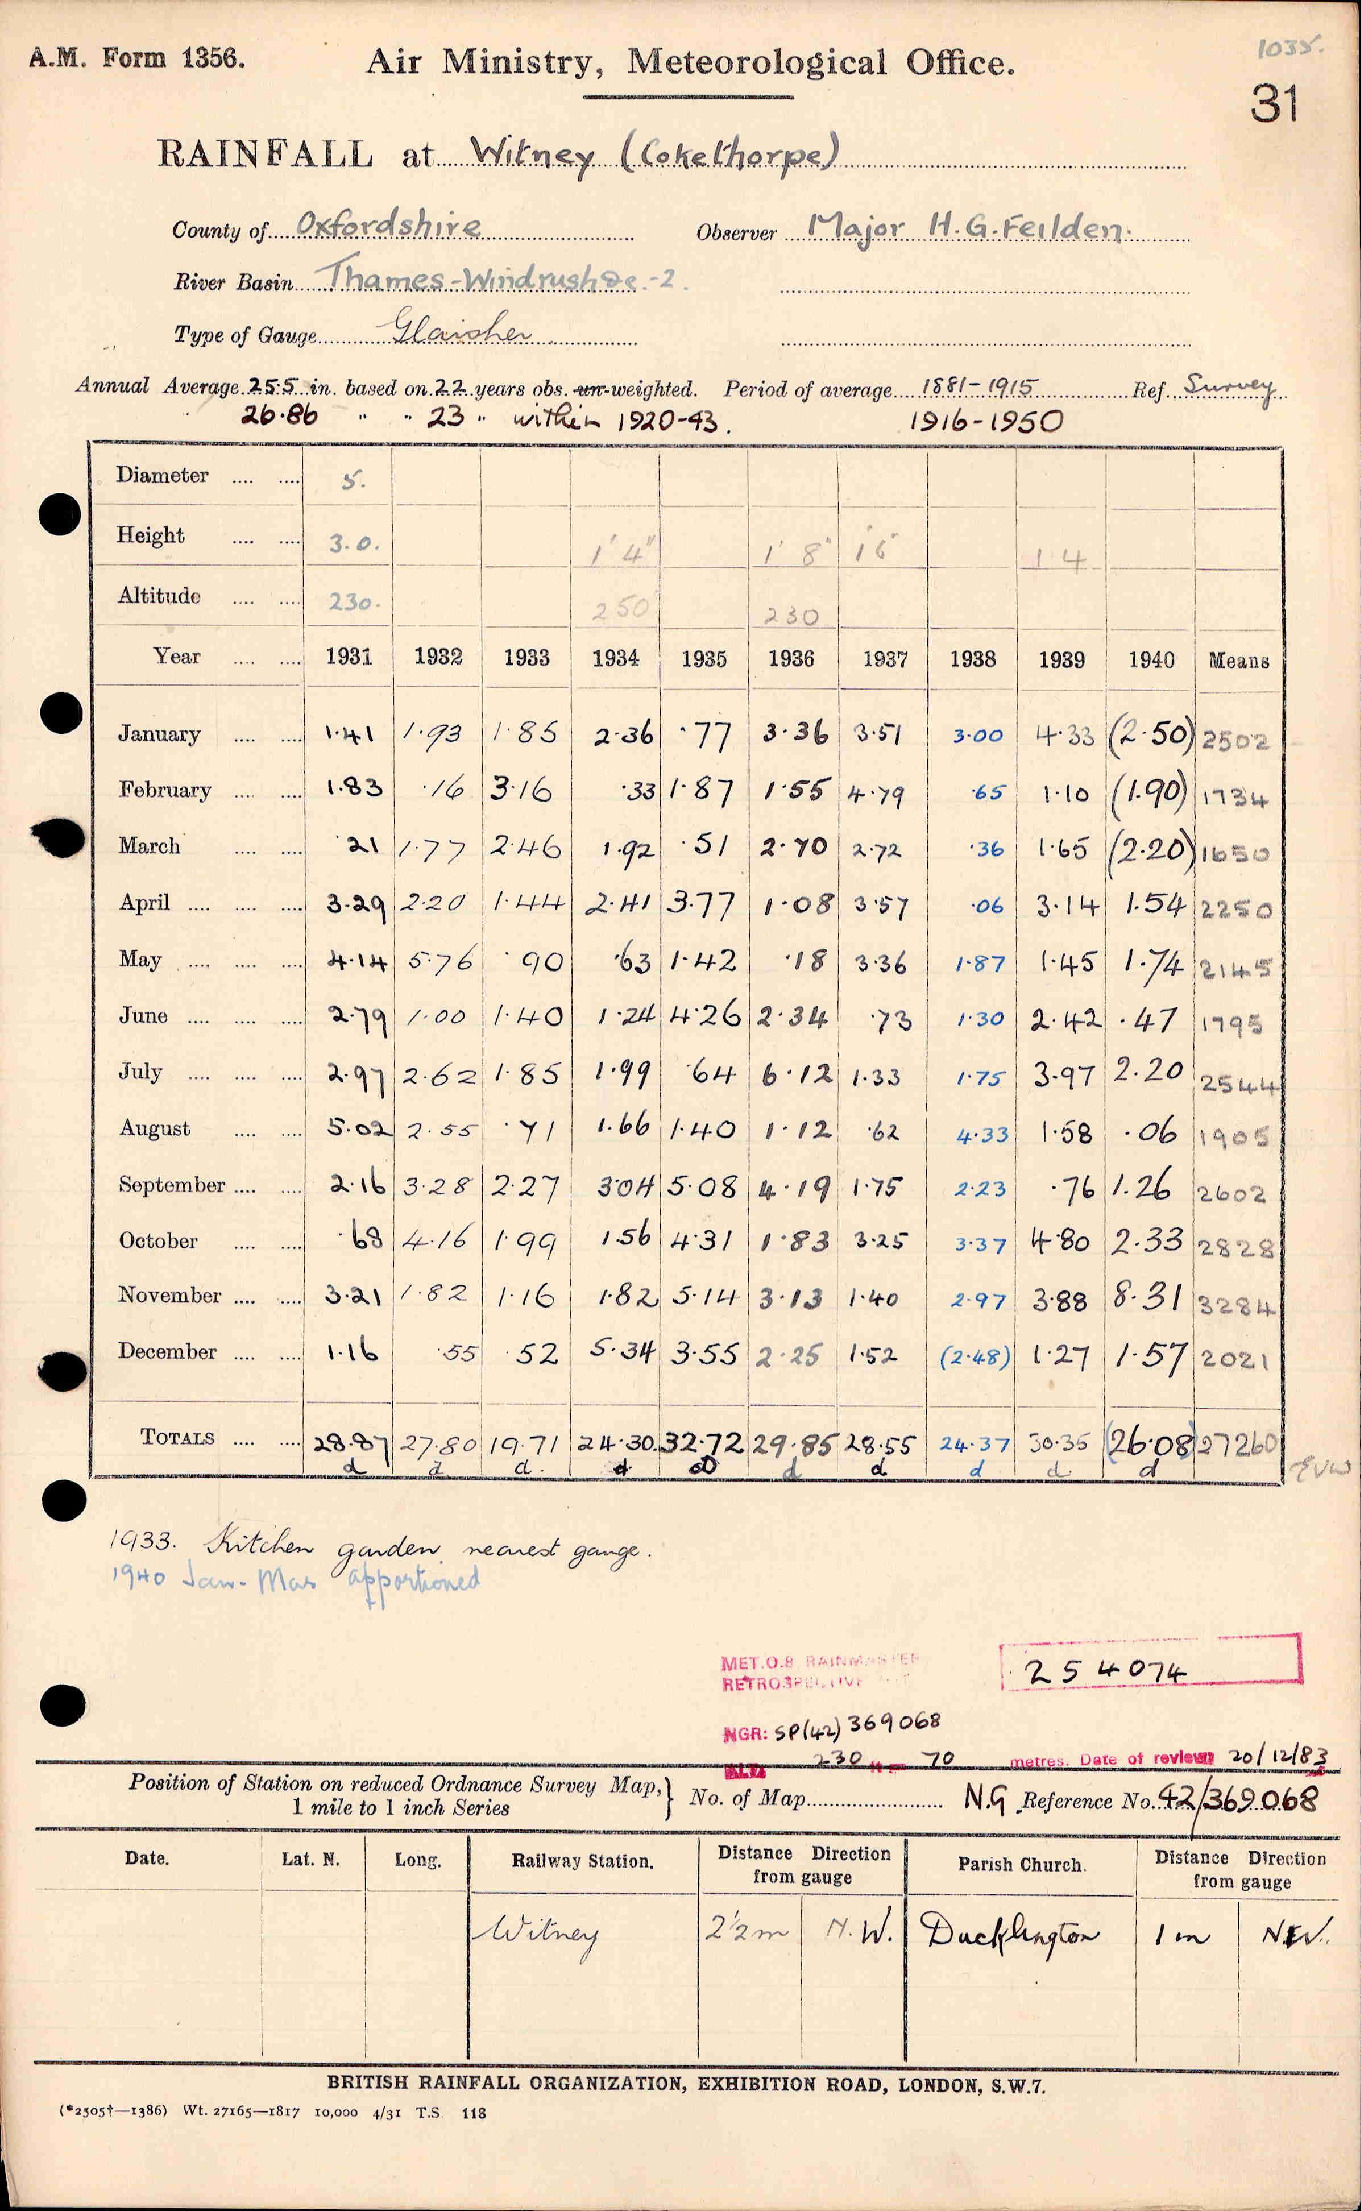 A.M. Form 1356. Air Ministry, Meteorological Office. 1035.
31
RAINFALL at Witney (Cokethorpe)
County of Oxfordshire Observer Major H.G. Feilden.
River Basin Thames-Windrush &c.-2.
Type of Gauge Glaisher
Annual Average 25.5 in. based on 22 years obs. un-weighted. Period of average 1881-1915 Ref. Survey
26.86 " " 23 " within 1920-43. 1916-1950
Diameter 5.
Height 3.0. 1' 4" 1' 8" 1 6" 1 4
Altitude 230. 250 230
Year 1931 1932 1933 1934 1935 1936 1937 1938 1939 1940 Means
January 1.41 1.93 1.85 2.36 .77 3.36 3.51 3.00 4.33 (2.50) 2502
February 1.83 .16 3.16 .33 1.87 1.55 4.79 .65 1.10 (1.90) 1734
March .21 1.77 2.46 1.92 .51 2.70 2.72 .36 1.65 (2.20) 1650
April 3.29 2.20 1.44 2.41 3.77 1.08 3.57 .06 3.14 1.54 2250
May 4.14 5.76 .90 .63 1.42 .18 3.36 1.87 1.45 1.74 2145
June 2.79 1.00 1.40 1.24 4.26 2.34 .73 1.30 2.42 .47 1795
July 2.97 2.62 1.85 1.99 .64 6.12 1.33 1.75 3.97 2.20 2544
August 5.02 2.55 .71 1.66 1.40 1.12 .62 4.33 1.58 .06 1905
September 2.16 3.28 2.27 3.04 5.08 4.19 1.75 2.23 .76 1.26 2602
October .68 4.16 1.99 1.56 4.31 1.83 3.25 3.37 4.80 2.33 2828
November 3.21 1.82 1.16 1.82 5.14 3.13 1.40 2.97 3.88 8.31 3284
December 1.16 .55 .52 5.34 3.55 2.25 1.52 (2.48) 1.27 1.57 2021
TOTALS 28.87 27.80 19.71 24.30 32.72 29.85 28.55 24.37 30.35 (26.08) 27260
d d d. d d d d d d d
1933. Kitchen garden nearest gauge.
1940 Jan-Mar apportioned
MET.O.8 RAINMASTER
RETROSPECTIVE
254074
NGR: SP(42) 369068
ALT: 230 70 metres. Date of review 20/12/83
Position of Station on reduced Ordnance Survey Map, 1 mile to 1 inch Series } No. of Map N.G. Reference No. 42/369068
Date. Lat. N. Long. Railway Station. Distance Direction from gauge Parish Church. Distance Direction from gauge
Witney 2½m N.W. Ducklington 1 m N.W.
BRITISH RAINFALL ORGANIZATION, EXHIBITION ROAD, LONDON, S.W.7.
(*2505†—1386) Wt. 27165—1817 10,000 4/31 T.S. 118